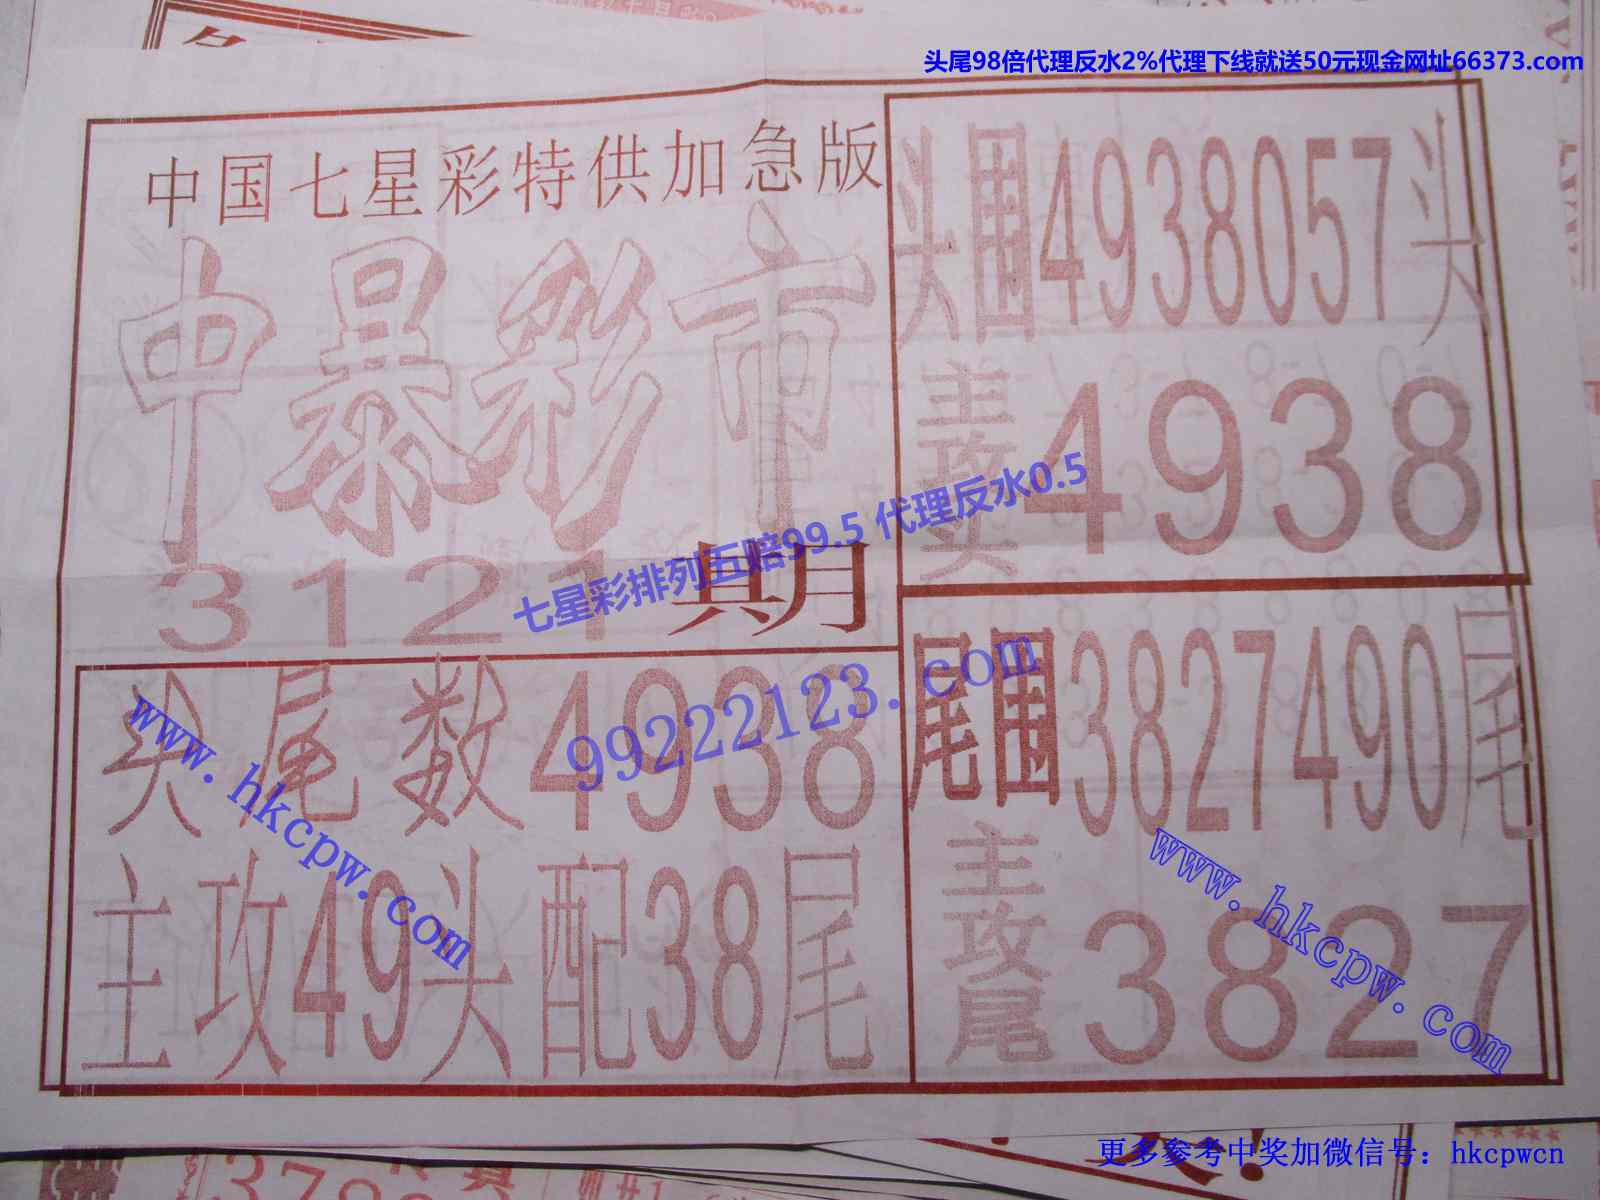 头尾98倍代理反水2%代理下线就送50元现金网址66373.com
中国七星彩特供加急版
中暴彩市
3121期
头围4938057头
主攻头4938
七星彩排列五赔99.5 代理反水0.5
99222123.com
头尾数4938
主攻49头配38尾
www.hkcpw.com
尾围3827490尾
主攻尾3827
www.hkcpw.com
更多参考中奖加微信号：hkcpwcn